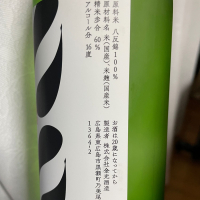 原料米 八反錦100%
原材料名 米(国産)、米麹(国産米)
精米歩合 60%
アルコール分 16度
お酒は20歳になってから
製造者 株式会社金光酒造
広島県東広島市黒瀬町乃美尾
1364-2